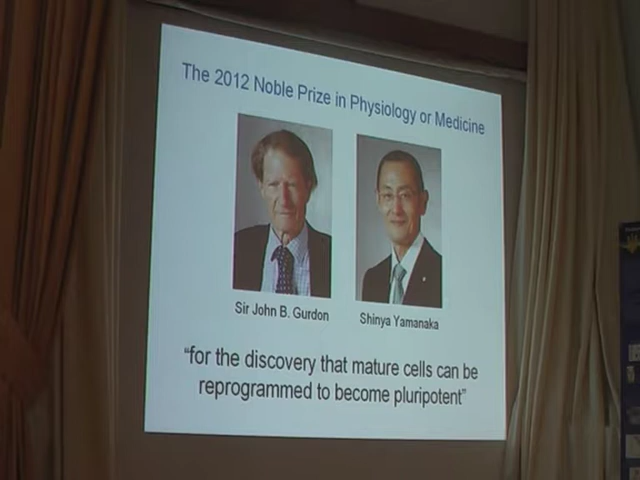 The 2012 Noble Prize in Physiology or Medicine
Sir John B. Gurdon
Shinya Yamanaka
“for the discovery that mature cells can be
reprogrammed to become pluripotent”